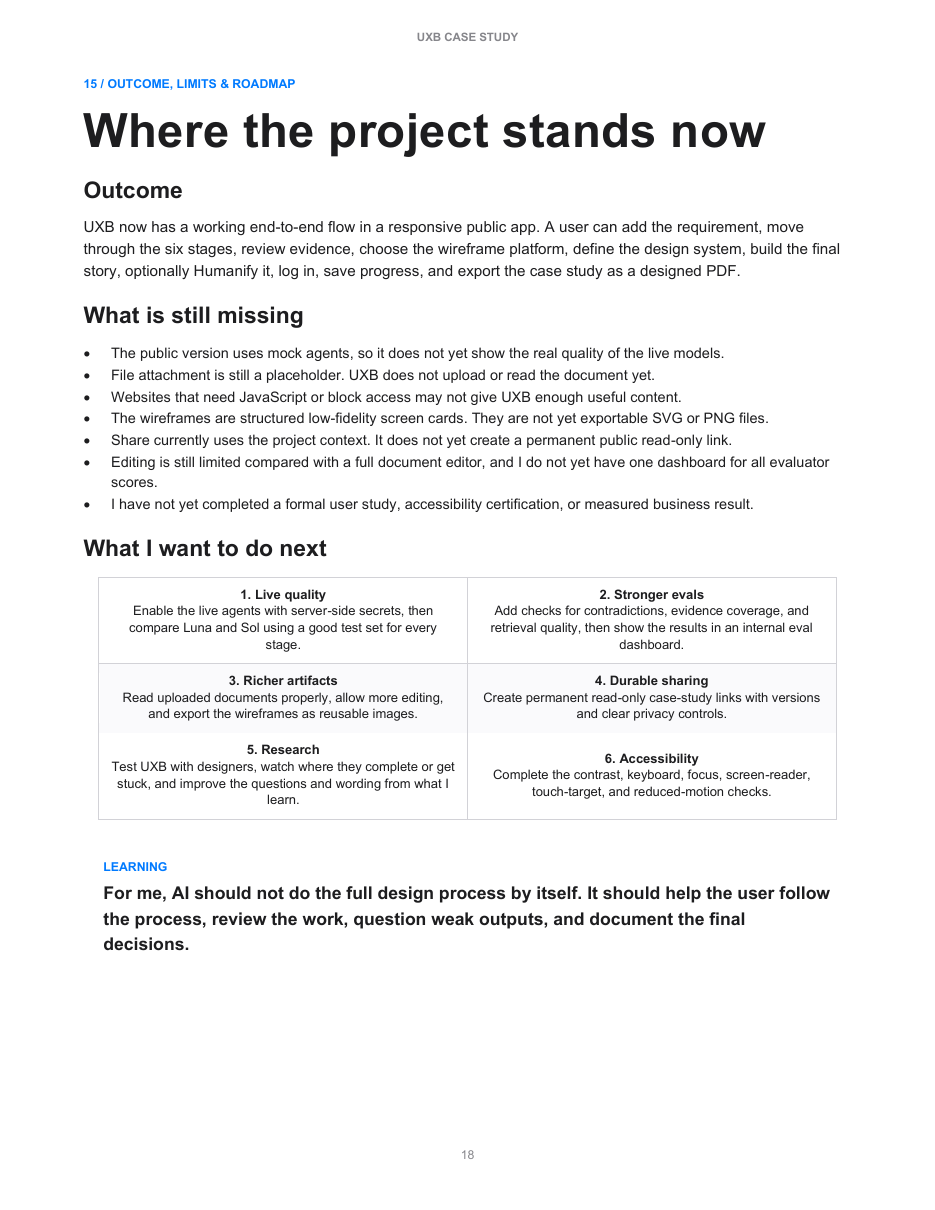 UXB CASE STUDY
15 / OUTCOME, LIMITS & ROADMAP
Where the project stands now
Outcome
UXB now has a working end-to-end flow in a responsive public app. A user can add the requirement, move
through the six stages, review evidence, choose the wireframe platform, define the design system, build the final
story, optionally Humanify it, log in, save progress, and export the case study as a designed PDF.
What is still missing
• The public version uses mock agents, so it does not yet show the real quality of the live models.
• File attachment is still a placeholder. UXB does not upload or read the document yet.
• Websites that need JavaScript or block access may not give UXB enough useful content.
• The wireframes are structured low-fidelity screen cards. They are not yet exportable SVG or PNG files.
• Share currently uses the project context. It does not yet create a permanent public read-only link.
• Editing is still limited compared with a full document editor, and I do not yet have one dashboard for all evaluator
scores.
• I have not yet completed a formal user study, accessibility certification, or measured business result.
What I want to do next
1. Live quality
Enable the live agents with server-side secrets, then
compare Luna and Sol using a good test set for every
stage.
2. Stronger evals
Add checks for contradictions, evidence coverage, and
retrieval quality, then show the results in an internal eval
dashboard.
3. Richer artifacts
Read uploaded documents properly, allow more editing,
and export the wireframes as reusable images.
4. Durable sharing
Create permanent read-only case-study links with versions
and clear privacy controls.
5. Research
Test UXB with designers, watch where they complete or get
stuck, and improve the questions and wording from what I
learn.
6. Accessibility
Complete the contrast, keyboard, focus, screen-reader,
touch-target, and reduced-motion checks.
LEARNING
For me, AI should not do the full design process by itself. It should help the user follow
the process, review the work, question weak outputs, and document the final
decisions.
18